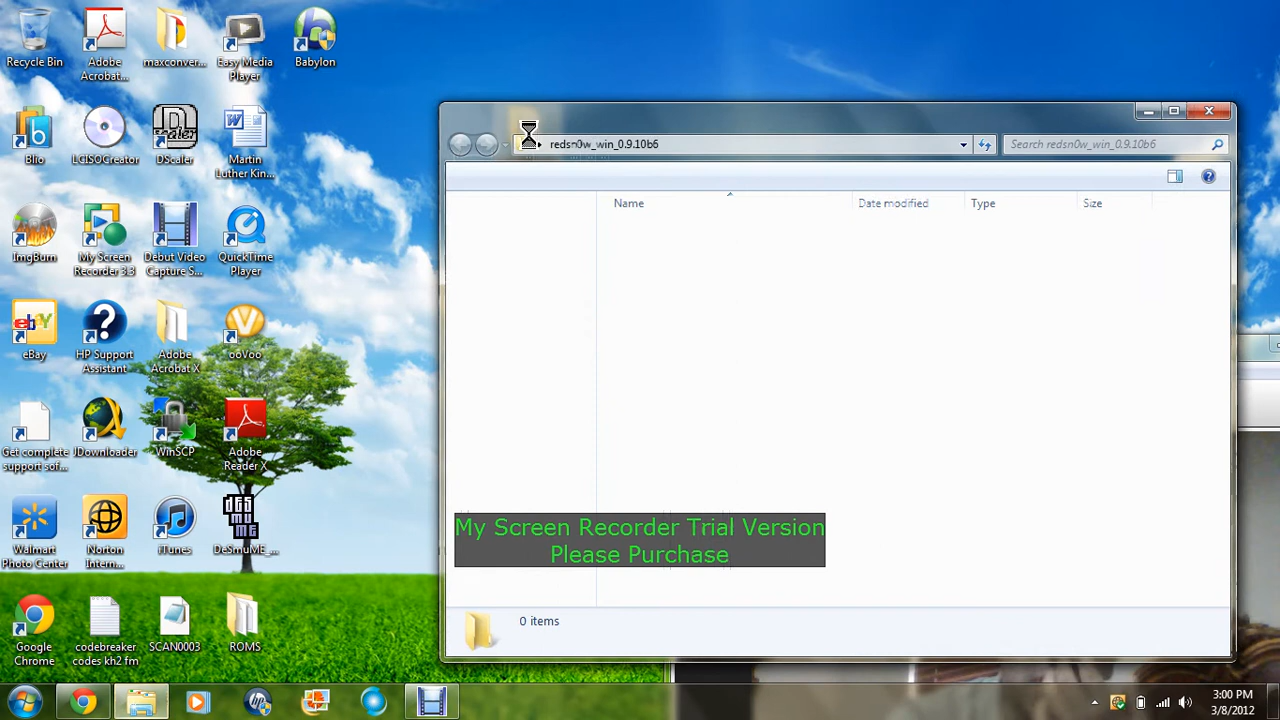 Recycle Bin
Adobe
Acrobat...
maxconver...
Easy Media
Player
Babylon
Blio
LCISOCreator
DScaler
Martin
Luther Kin...
ImgBurn
My Screen
Recorder 3.3
Debut Video
Capture S...
QuickTime
Player
eBay
HP Support
Assistant
Adobe
Acrobat X
ooVoo
Get complete
support sof...
JDownloader
WinSCP
Adobe
Reader X
Walmart
Photo Center
Norton
Intern...
iTunes
DeSmuME_...
Google
Chrome
codebreaker
codes kh2 fm
SCAN0003
ROMS
redsn0w_win_0.9.10b6
Search redsn0w_win_0.9.10b6
Name
Date modified
Type
Size
My Screen Recorder Trial Version
Please Purchase
0 items
3:00 PM
3/8/2012